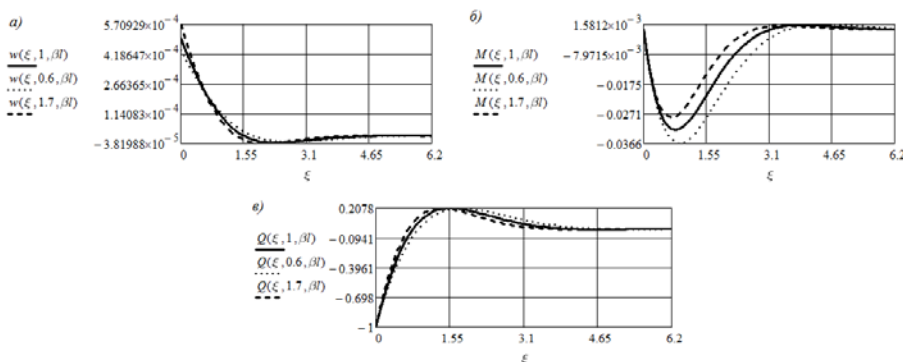 а)
w(ξ,1,βl)
w(ξ,0.6,βl)
w(ξ,1.7,βl)
5.70929×10⁻⁴
4.18647×10⁻⁴
2.66365×10⁻⁴
1.14083×10⁻⁴
−3.81988×10⁻⁵
0 1.55 3.1 4.65 6.2
ξ
б)
M(ξ,1,βl)
M(ξ,0.6,βl)
M(ξ,1.7,βl)
1.5812×10⁻³
−7.9715×10⁻³
−0.0175
−0.0271
−0.0366
0 1.55 3.1 4.65 6.2
ξ
в)
Q(ξ,1,βl)
Q(ξ,0.6,βl)
Q(ξ,1.7,βl)
0.2078
−0.0941
−0.3961
−0.698
−1
0 1.55 3.1 4.65 6.2
ξ